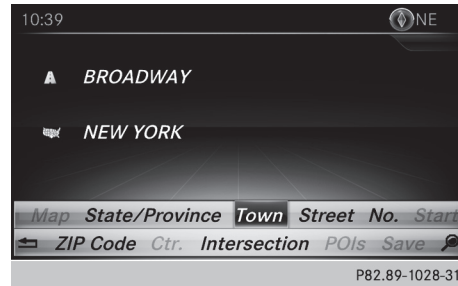 10:39 NE
BROADWAY
NEW YORK
Map State/Province Town Street No. Start
ZIP Code Ctr. Intersection POIs Save
P82.89-1028-31